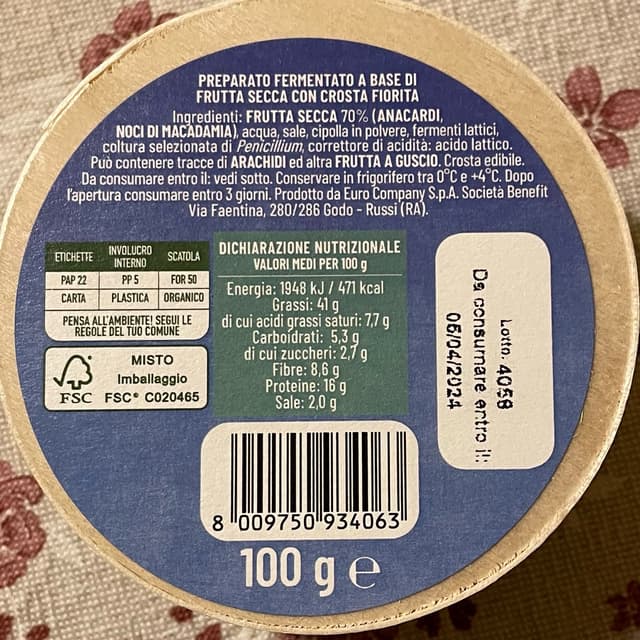 PREPARATO FERMENTATO A BASE DI
FRUTTA SECCA CON CROSTA FIORITA
Ingredienti: FRUTTA SECCA 70% (ANACARDI,
NOCI DI MACADAMIA), acqua, sale, cipolla in polvere, fermenti lattici,
coltura selezionata di Penicillium, correttore di acidità: acido lattico.
Può contenere tracce di ARACHIDI ed altra FRUTTA A GUSCIO. Crosta edibile.
Da consumare entro il: vedi sotto. Conservare in frigorifero tra 0°C e +4°C. Dopo
l'apertura consumare entro 3 giorni. Prodotto da Euro Company S.p.A. Società Benefit
Via Faentina, 280/286 Godo - Russi (RA).
ETICHETTE INVOLUCRO INTERNO SCATOLA
PAP 22 PP 5 FOR 50
CARTA PLASTICA ORGANICO
PENSA ALL'AMBIENTE! SEGUI LE
REGOLE DEL TUO COMUNE
FSC
MISTO
Imballaggio
FSC® C020465
DICHIARAZIONE NUTRIZIONALE
VALORI MEDI PER 100 g
Energia: 1948 kJ / 471 kcal
Grassi: 41 g
di cui acidi grassi saturi: 7,7 g
Carboidrati: 5,3 g
di cui zuccheri: 2,7 g
Fibre: 8,6 g
Proteine: 16 g
Sale: 2,0 g
Lotto. 4058
Da consumare entro il:
05/04/2024
8 009750 934063
100 g e